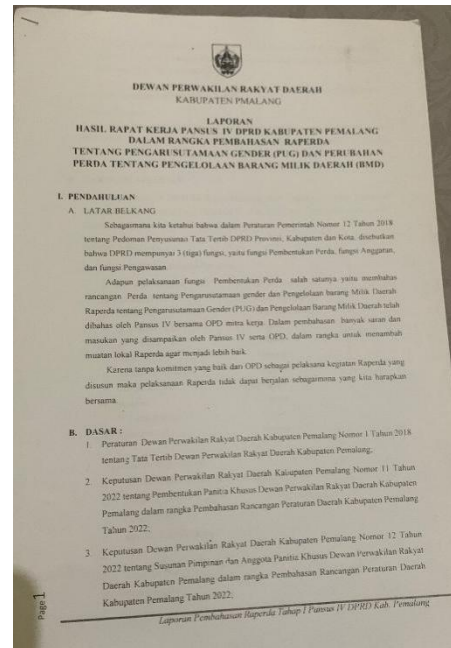 DEWAN PERWAKILAN RAKYAT DAERAH
KABUPATEN PMALANG
LAPORAN
HASIL RAPAT KERJA PANSUS IV DPRD KABUPATEN PEMALANG
DALAM RANGKA PEMBAHASAN RAPERDA
TENTANG PENGARUSUTAMAAN GENDER (PUG) DAN PERUBAHAN
PERDA TENTANG PENGELOLAAN BARANG MILIK DAERAH (BMD)
I. PENDAHULUAN
A. LATAR BELKANG
Sebagaimana kita ketahui bahwa dalam Peraturan Pemerintah Nomer 12 Tahun 2018
tentang Pedoman Penyusunan Tata Tertib DPRD Provinsi, Kabupaten dan Kota disebutkan
bahwa DPRD mempunyai 3 (tiga) fungsi, yaitu fungsi Pembentukan Perda, fungsi Anggaran,
dan fungsi Pengawasan
Adapun pelaksanaan fungsi Pembentukan Perda salah satunya yaitu membahas
rancangan Perda tentang Pengarusutamaan gender dan Pengelolaan barang Milik Daerah
Raperda tentang Pengarusutamaan Gender (PUG) dan Pengelolaan Barang Milik Daerah telah
dibahas oleh Pansus IV bersama OPD mitra kerja. Dalam pembahasan banyak saran dan
masukan yang disampaikan oleh Pansus IV serta OPD, dalam rangka untuk menambah
muatan lokal Raperda agar menjadi lebih baik.
Karena tanpa komitmen yang baik dari OPD sebagai pelaksana kegiatan Raperda yang
disusun maka pelaksanaan Raperda tidak dapat berjalan sebagaimana yang kita harapkan
bersama.
B. DASAR :
1. Peraturan Dewan Perwakilan Rakyat Daerah Kabupaten Pemalang Nomor 1 Tahun 2018
tentang Tata Tertib Dewan Perwakilan Rakyat Daerah Kabupaten Pemalang;
2. Keputusan Dewan Perwakilan Rakyat Daerah Kabupaten Pemalang Nomor 11 Tahun
2022 tentang Pembentukan Panitia Khusus Dewan Perwakilan Rakyat Daerah Kabupaten
Pemalang dalam rangka Pembahasan Rancangan Peraturan Daerah Kabupaten Pemalang
Tahun 2022;
3. Keputusan Dewan Perwakilan Rakyat Daerah Kabupaten Pemalang Nomor 12 Tahun
2022 tentang Susunan Pimpinan dan Anggota Panitia Khusus Dewan Perwakilan Rakyat
Daerah Kabupaten Pemalang dalam rangka Pembahasan Rancangan Peraturan Daerah
Kabupaten Pemalang Tahun 2022;
Page 1
Laporan Pembahasan Raperda Tahap I Pansus IV DPRD Kab. Pemalang